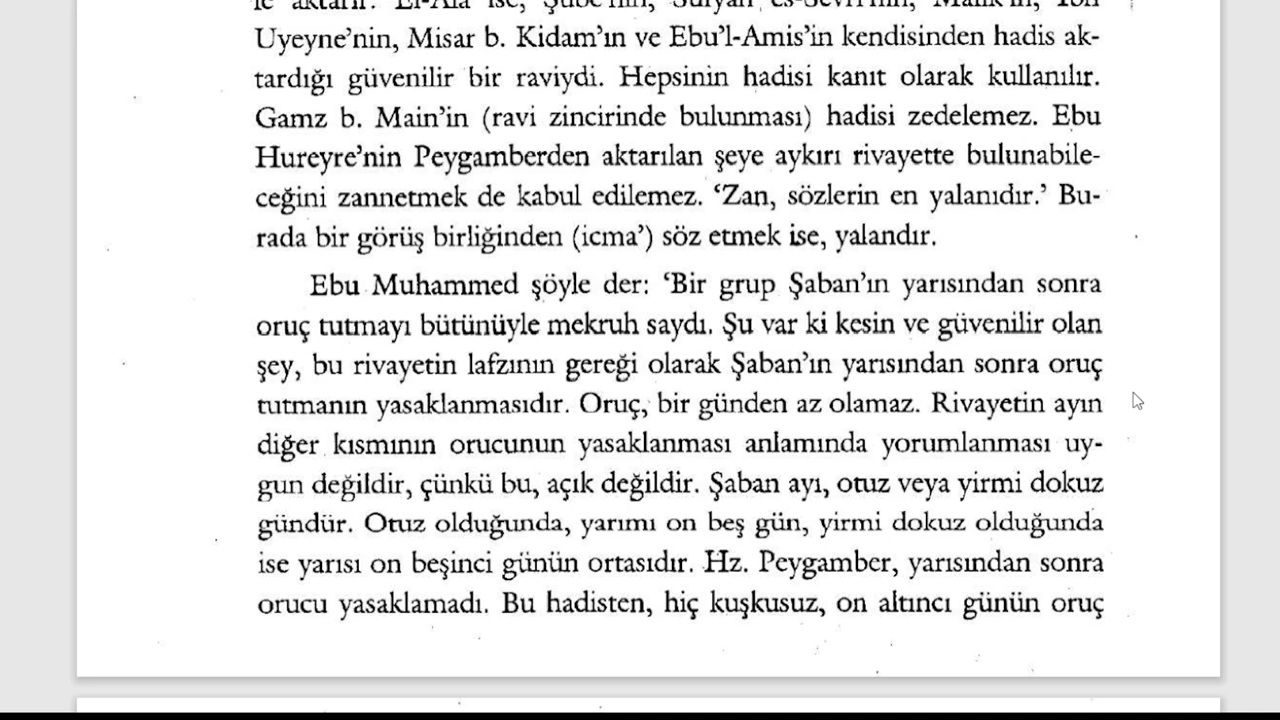 Uyeyne’nin, Misar b. Kidam’ın ve Ebu’l-Amis’in kendisinden hadis ak-
tardığı güvenilir bir raviydi. Hepsinin hadisi kanıt olarak kullanılır.
Gamz b. Main’in (ravi zincirinde bulunması) hadisi zedelemez. Ebu
Hureyre’nin Peygamberden aktarılan şeye aykırı rivayette bulunabile-
ceğini zannetmek de kabul edilemez. ‘Zan, sözlerin en yalanıdır.’ Bu-
rada bir görüş birliğinden (icma’) söz etmek ise, yalandır.
Ebu Muhammed şöyle der: ‘Bir grup Şaban’ın yarısından sonra
oruç tutmayı bütünüyle mekruh saydı. Şu var ki kesin ve güvenilir olan
şey, bu rivayetin lafzının gereği olarak Şaban’ın yarısından sonra oruç
tutmanın yasaklanmasıdır. Oruç, bir günden az olamaz. Rivayetin ayın
diğer kısmının orucunun yasaklanması anlamında yorumlanması uy-
gun değildir, çünkü bu, açık değildir. Şaban ayı, otuz veya yirmi dokuz
gündür. Otuz olduğunda, yarımı on beş gün, yirmi dokuz olduğunda
ise yarısı on beşinci günün ortasıdır. Hz. Peygamber, yarısından sonra
orucu yasaklamadı. Bu hadisten, hiç kuşkusuz, on altıncı günün oruç